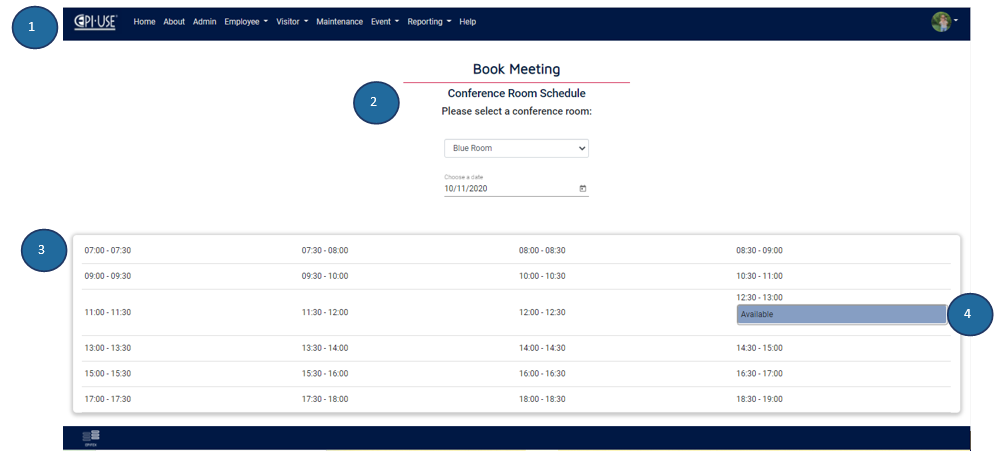 1
EPI-USE Home About Admin Employee Visitor Maintenance Event Reporting Help
Book Meeting
2
Conference Room Schedule
Please select a conference room:
Blue Room
Choose a date
10/11/2020
3
07:00 - 07:30 07:30 - 08:00 08:00 - 08:30 08:30 - 09:00
09:00 - 09:30 09:30 - 10:00 10:00 - 10:30 10:30 - 11:00
11:00 - 11:30 11:30 - 12:00 12:00 - 12:30 12:30 - 13:00
Available
4
13:00 - 13:30 13:30 - 14:00 14:00 - 14:30 14:30 - 15:00
15:00 - 15:30 15:30 - 16:00 16:00 - 16:30 16:30 - 17:00
17:00 - 17:30 17:30 - 18:00 18:00 - 18:30 18:30 - 19:00